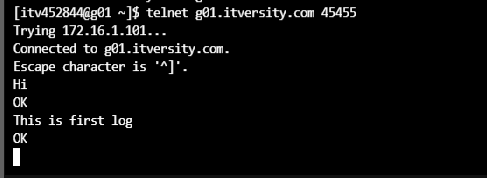 [itv452844@g01 ~]$ telnet g01.itversity.com 45455
Trying 172.16.1.101...
Connected to g01.itversity.com.
Escape character is '^]'.
Hi
OK
This is first log
OK